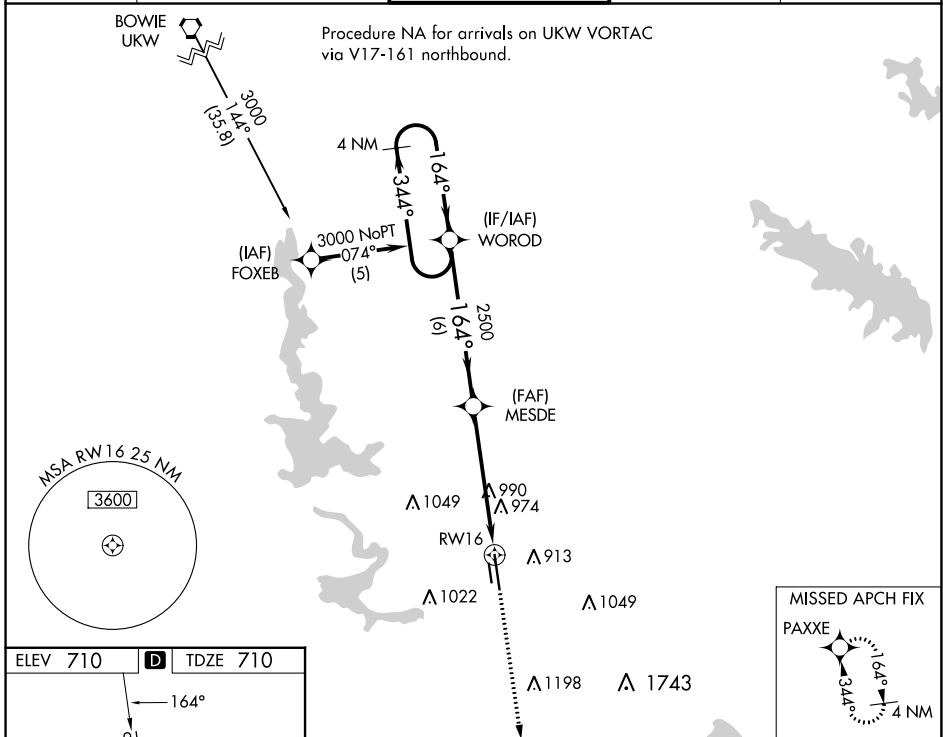 BOWIE
UKW
Procedure NA for arrivals on UKW VORTAC
via V17-161 northbound.
3000
144°
(35.8)
4 NM
164°
344°
(IF/IAF)
WOROD
(IAF)
FOXEB
3000 NoPT
074°
(5)
2500
164°
(6)
(FAF)
MESDE
MSA RW16 25 NM
3600
1049
990
974
RW16
913
1022
1049
MISSED APCH FIX
PAXXE
164°
344°
4 NM
1198
1743
ELEV 710 D TDZE 710
164°